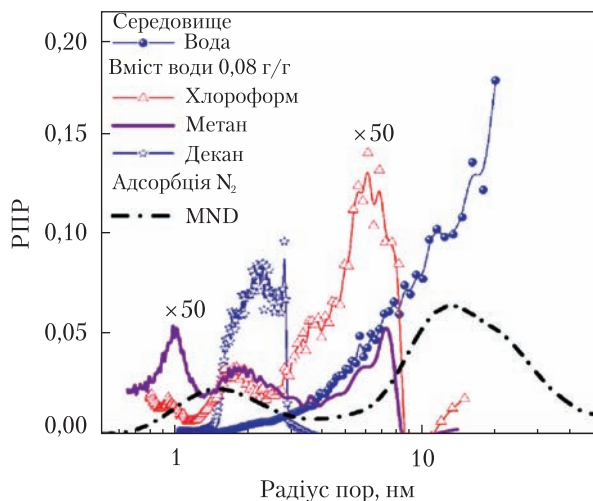 Середовище
Вода
Вміст води 0,08 г/г
Хлороформ
Метан
Декан
Адсорбція N₂
MND
×50
×50
РПР
0,20
0,15
0,10
0,05
0,00
1
10
Радіус пор, нм